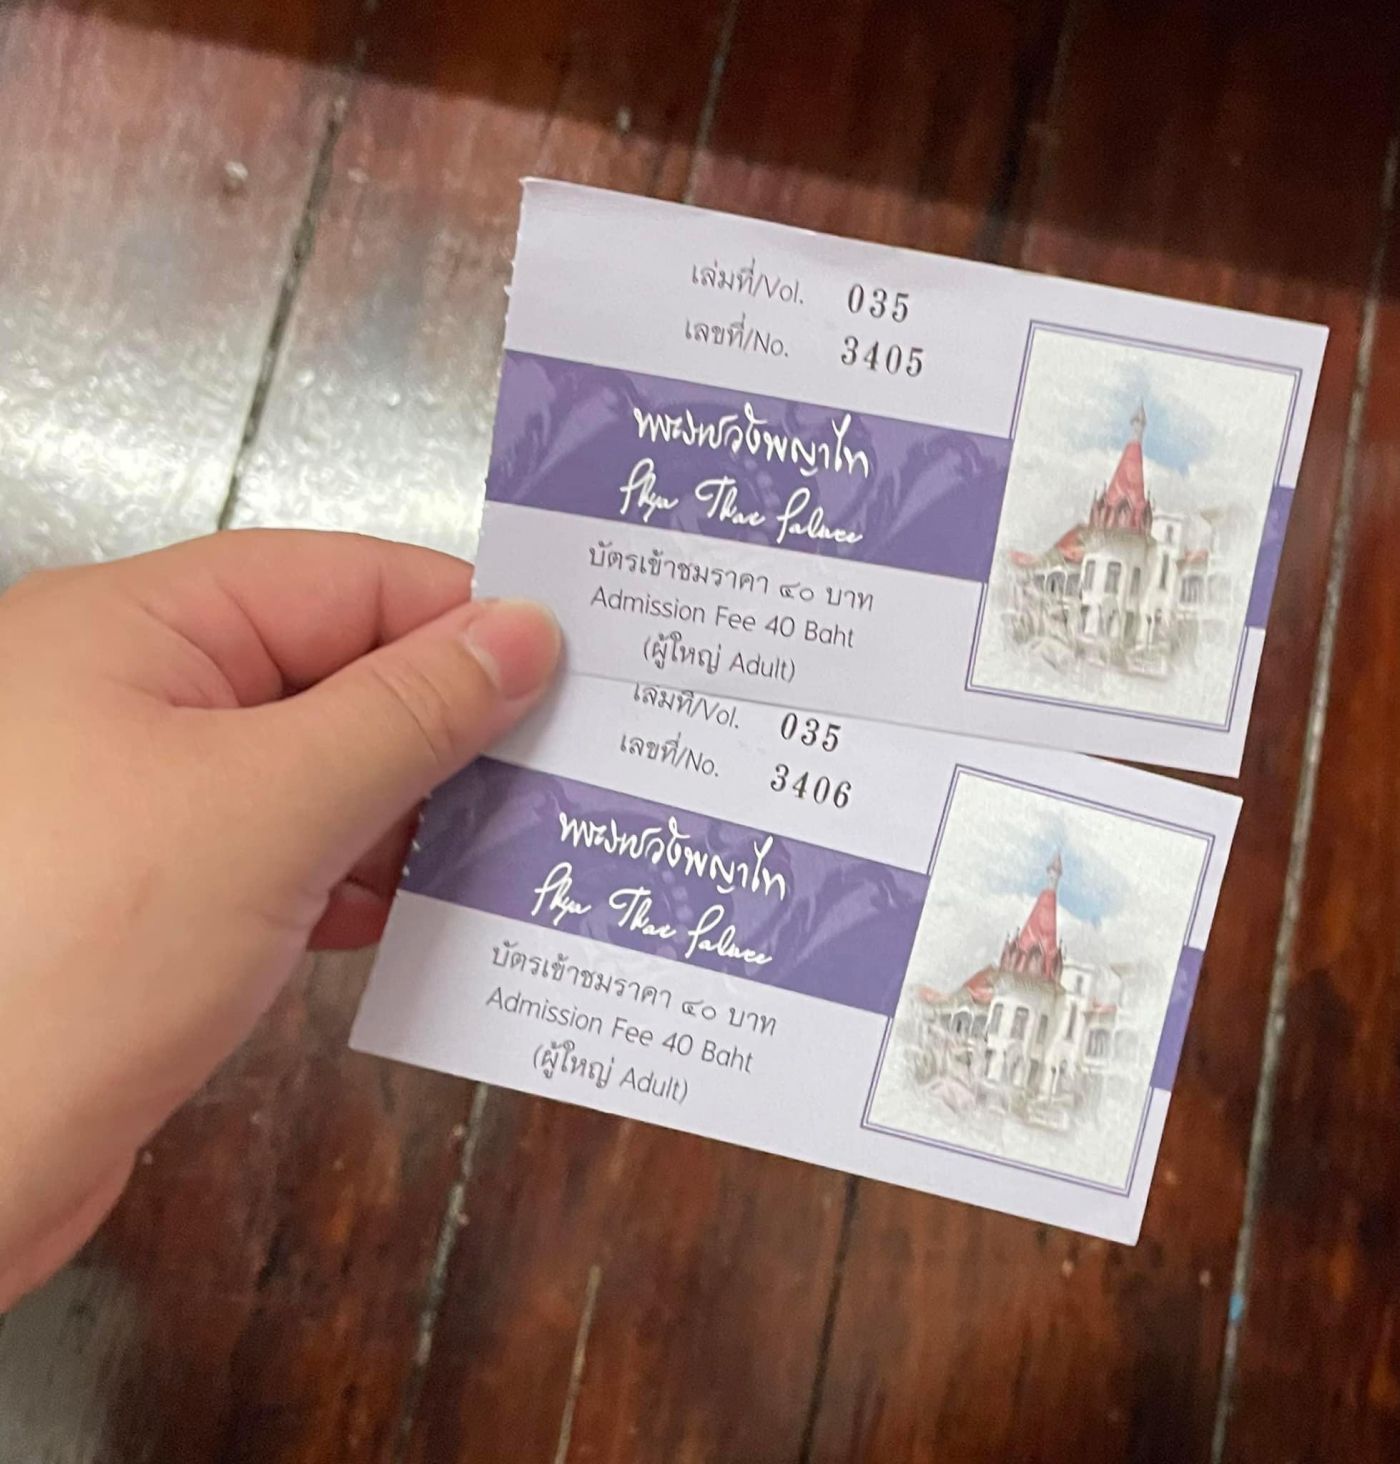 เล่มที่/Vol. 035
เลขที่/No. 3405
พระราชวังพญาไท
Phya Thai Palace
บัตรเข้าชมราคา ๔๐ บาท
Admission Fee 40 Baht
(ผู้ใหญ่ Adult)
เล่มที่/Vol. 035
เลขที่/No. 3406
พระราชวังพญาไท
Phya Thai Palace
บัตรเข้าชมราคา ๔๐ บาท
Admission Fee 40 Baht
(ผู้ใหญ่ Adult)